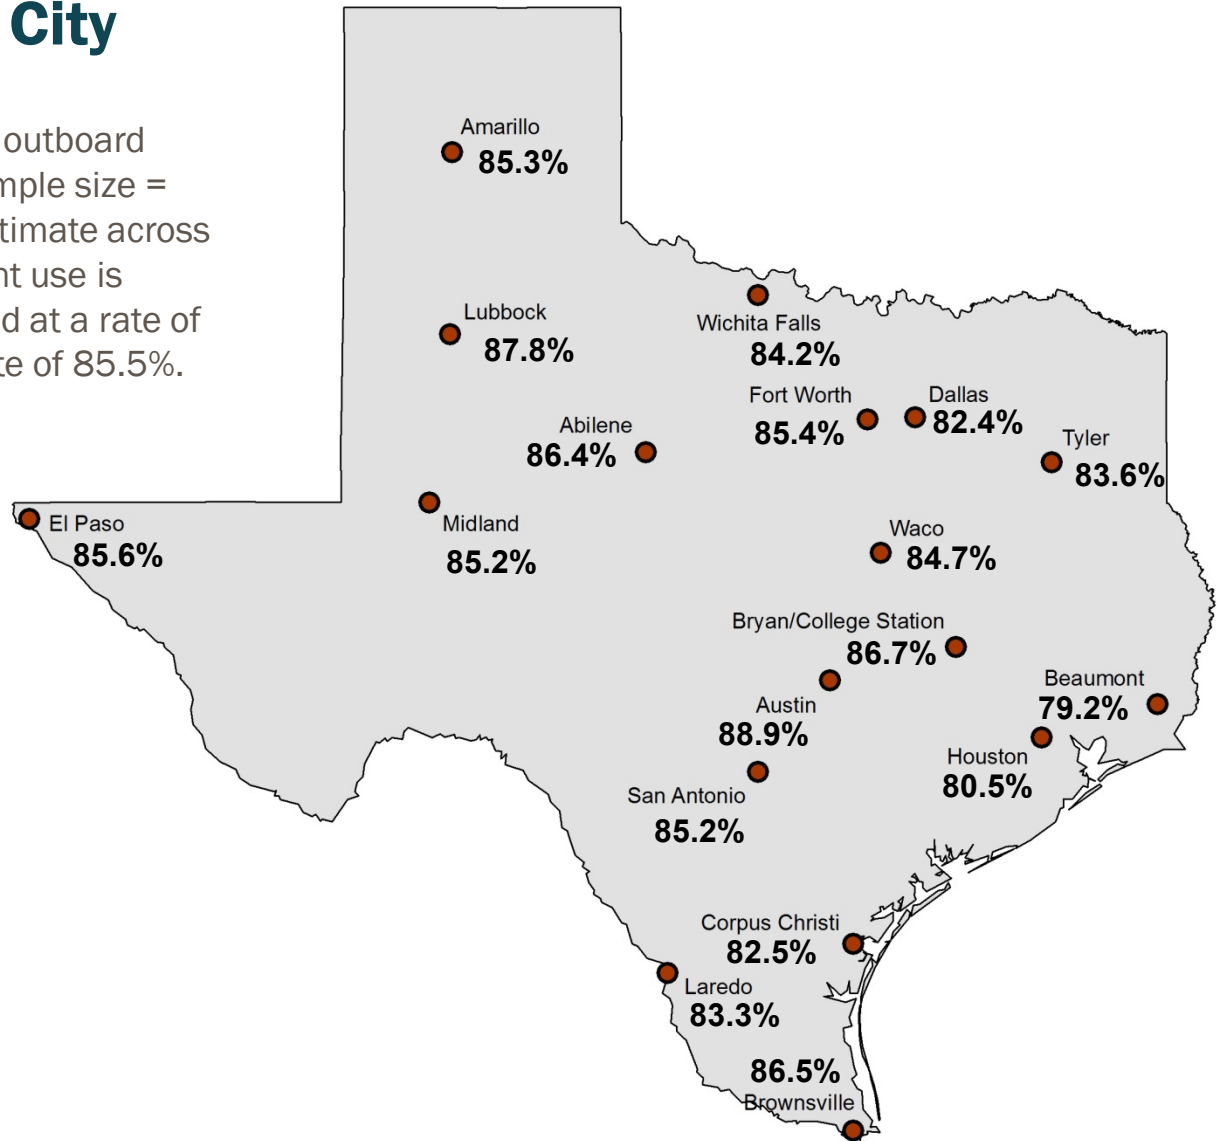 City
outboard
mple size =
timate across
nt use is
d at a rate of
te of 85.5%.
Amarillo
85.3%
Lubbock
87.8%
Wichita Falls
84.2%
Fort Worth
85.4%
Dallas
82.4%
Abilene
86.4%
Tyler
83.6%
El Paso
85.6%
Midland
85.2%
Waco
84.7%
Bryan/College Station
86.7%
Austin
88.9%
Beaumont
79.2%
Houston
80.5%
San Antonio
85.2%
Corpus Christi
82.5%
Laredo
83.3%
86.5%
Brownsville